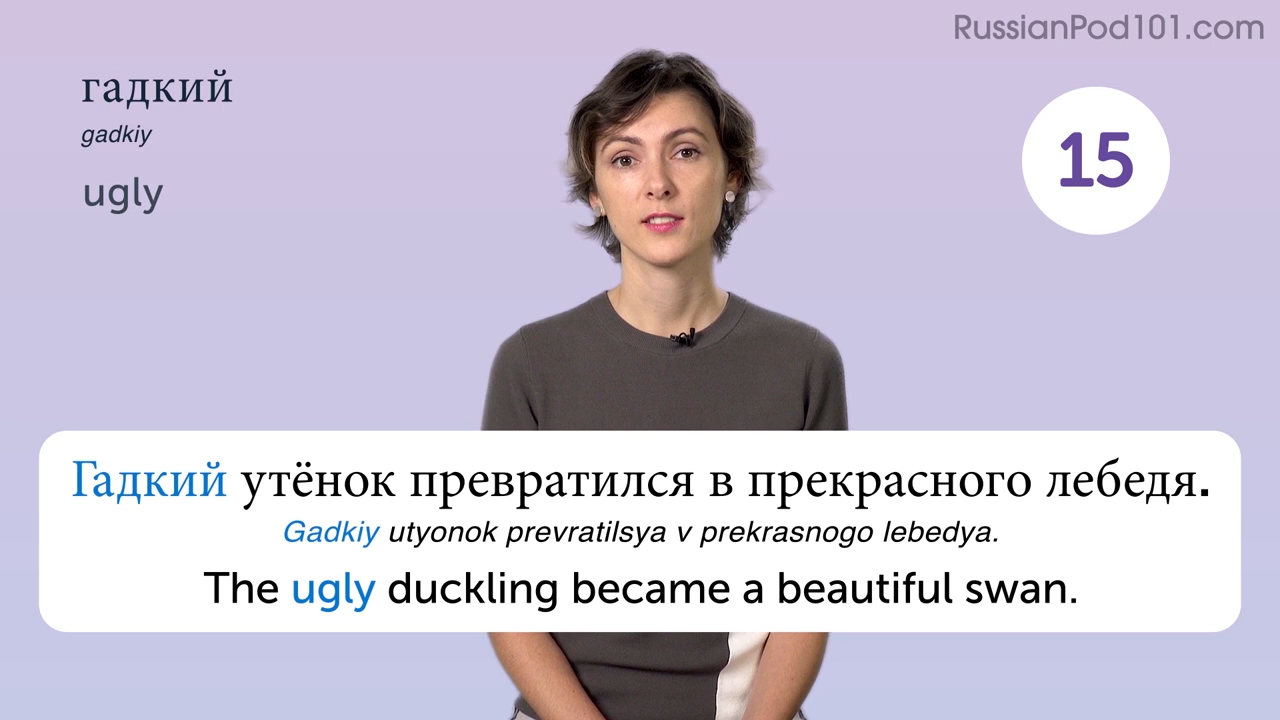 RussianPod101.com
гадкий
gadkiy
ugly
15
Гадкий утёнок превратился в прекрасного лебедя.
Gadkiy utyonok prevratilsya v prekrasnogo lebedya.
The ugly duckling became a beautiful swan.